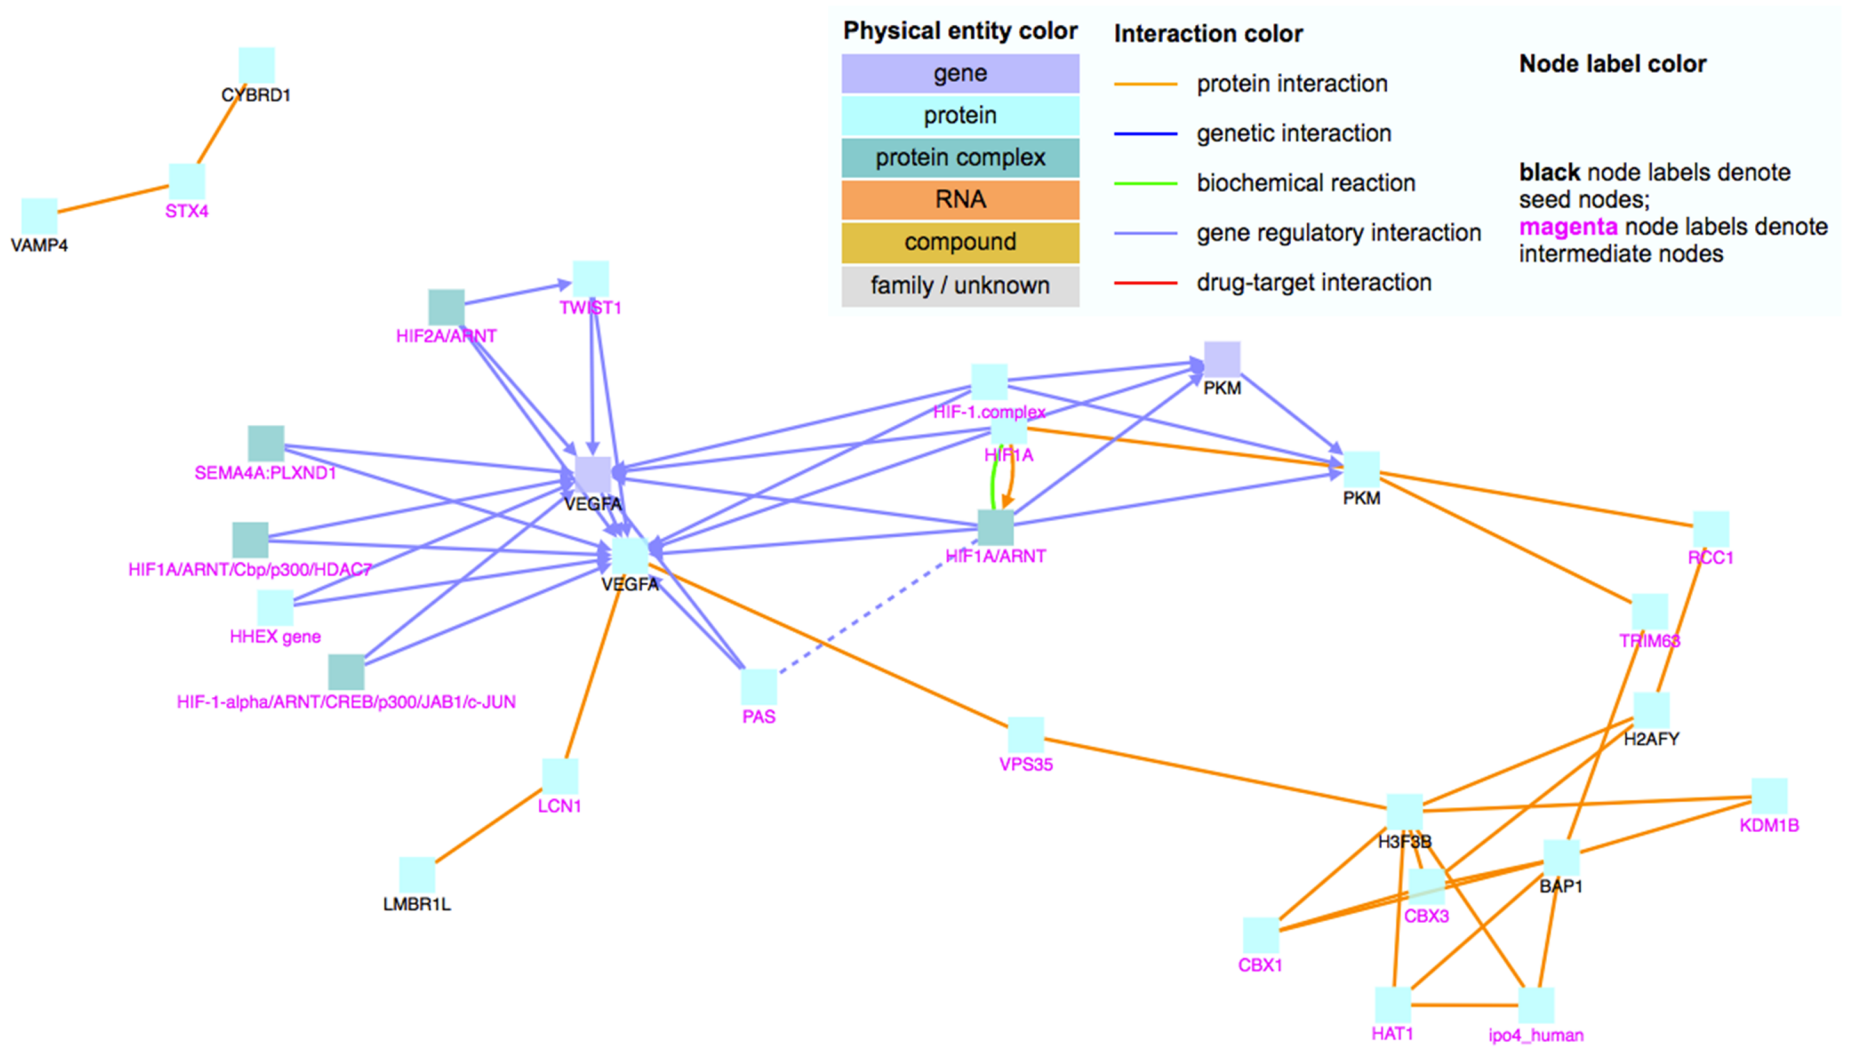 Physical entity color
gene
protein
protein complex
RNA
compound
family / unknown
Interaction color
protein interaction
genetic interaction
biochemical reaction
gene regulatory interaction
drug-target interaction
Node label color
black node labels denote
seed nodes;
magenta node labels denote
intermediate nodes
CYBRD1
STX4
VAMP4
TWIST1
HIF2A/ARNT
PKM
HIF-1.complex
HIF1A
SEMA4A:PLXND1
VEGFA
PKM
HIF1A/ARNT
RCC1
HIF1A/ARNT/Cbp/p300/HDAC7
VEGFA
HHEX gene
TRIM63
HIF-1-alpha/ARNT/CREB/p300/JAB1/c-JUN
PAS
H2AFY
VPS35
LCN1
KDM1B
H3F3B
BAP1
LMBR1L
CBX3
CBX1
HAT1
ipo4_human